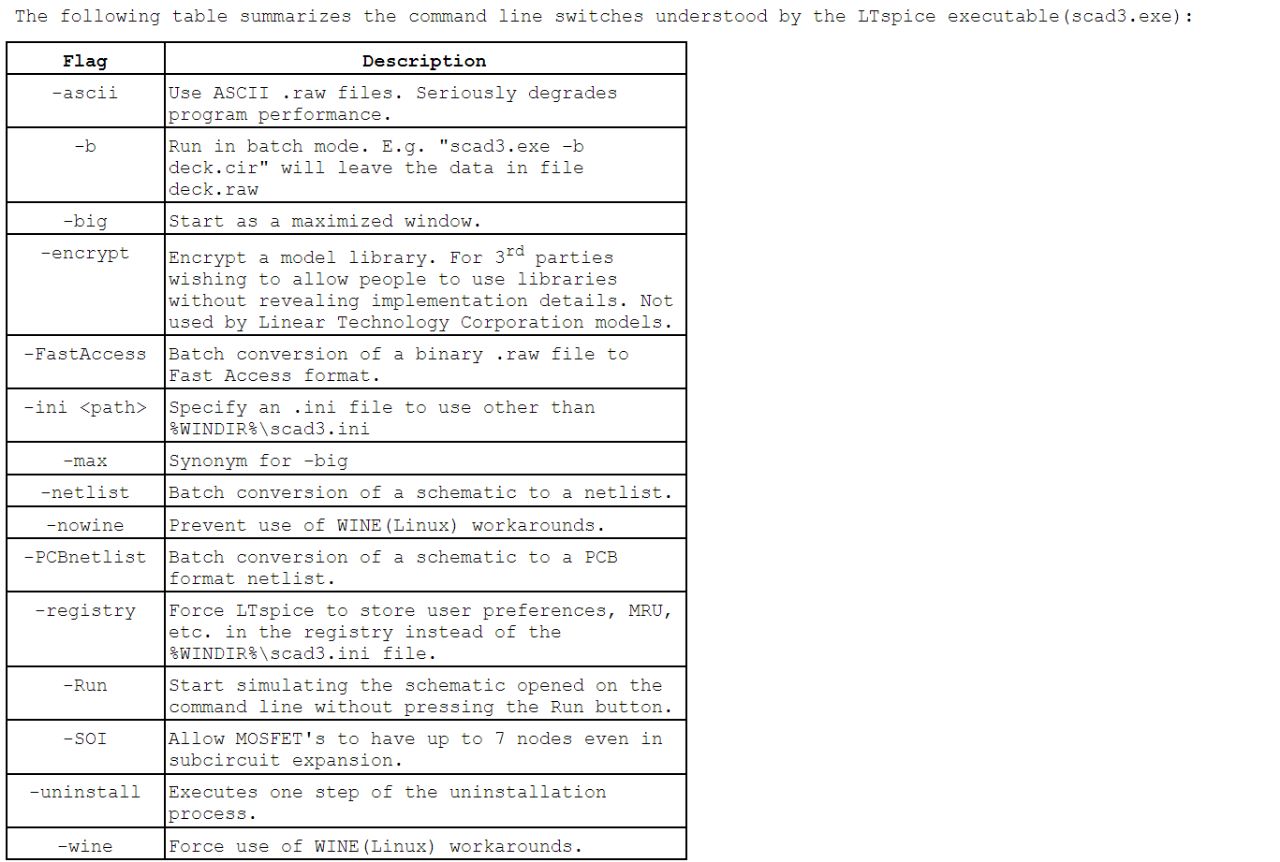 The following table summarizes the command line switches understood by the LTspice executable(scad3.exe):
Flag Description
-ascii Use ASCII .raw files. Seriously degrades
program performance.
-b Run in batch mode. E.g. "scad3.exe -b
deck.cir" will leave the data in file
deck.raw
-big Start as a maximized window.
-encrypt Encrypt a model library. For 3rd parties
wishing to allow people to use libraries
without revealing implementation details. Not
used by Linear Technology Corporation models.
-FastAccess Batch conversion of a binary .raw file to
Fast Access format.
-ini <path> Specify an .ini file to use other than
%WINDIR%\scad3.ini
-max Synonym for -big
-netlist Batch conversion of a schematic to a netlist.
-nowine Prevent use of WINE(Linux) workarounds.
-PCBnetlist Batch conversion of a schematic to a PCB
format netlist.
-registry Force LTspice to store user preferences, MRU,
etc. in the registry instead of the
%WINDIR%\scad3.ini file.
-Run Start simulating the schematic opened on the
command line without pressing the Run button.
-SOI Allow MOSFET's to have up to 7 nodes even in
subcircuit expansion.
-uninstall Executes one step of the uninstallation
process.
-wine Force use of WINE(Linux) workarounds.